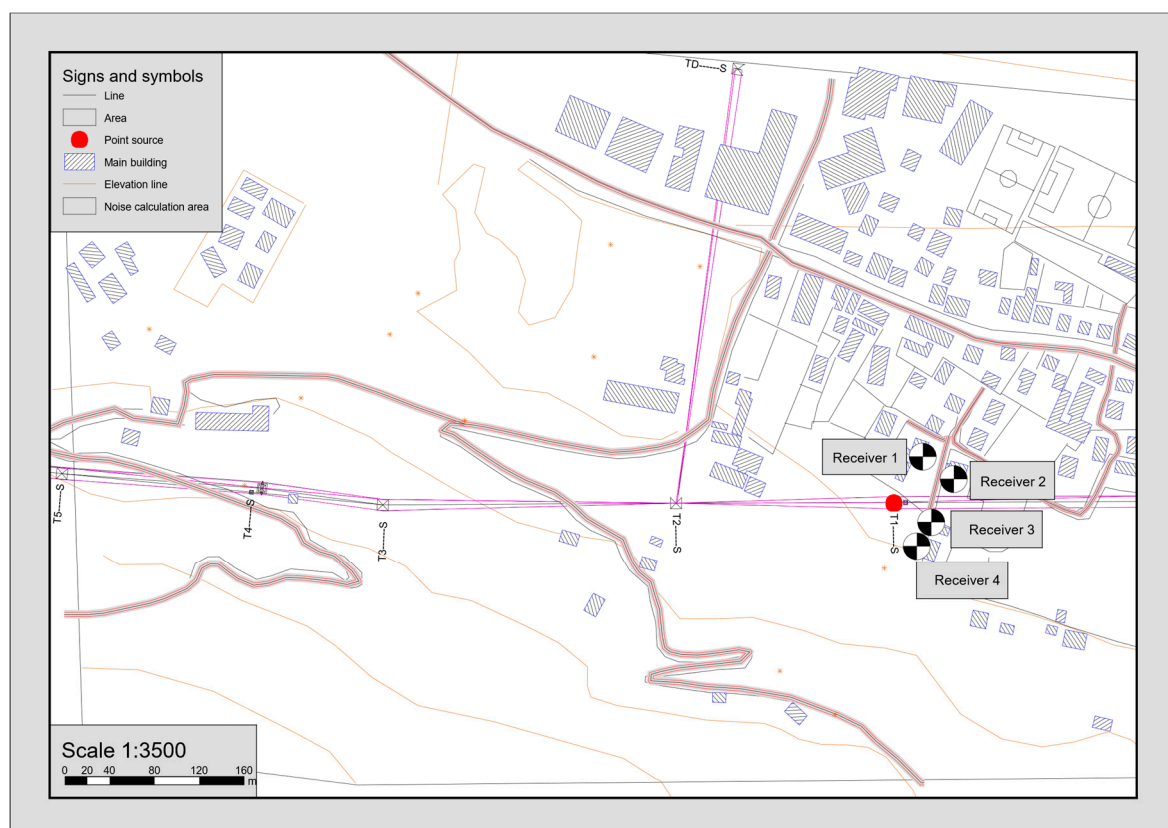 Signs and symbols
Line
Area
Point source
Main building
Elevation line
Noise calculation area
TD------S
Receiver 1
Receiver 2
Receiver 3
Receiver 4
T5------S
T4------S
T3------S
T2------S
T1------S
Scale 1:3500
0 20 40 80 120 160
m